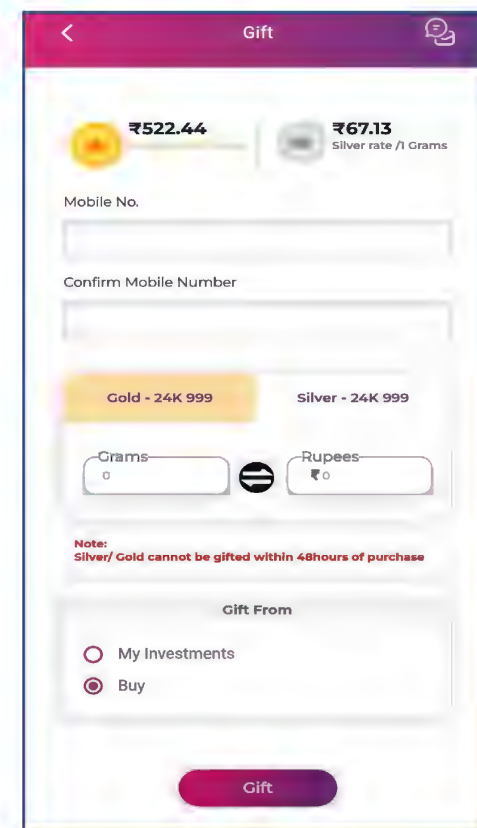 Gift
₹522.44
₹67.13
Silver rate /1 Grams
Mobile No.
Confirm Mobile Number
Gold - 24K 999
Silver - 24K 999
Grams
Rupees
0
₹ 0
Note:
Silver/ Gold cannot be gifted within 48hours of purchase
Gift From
My Investments
Buy
Gift